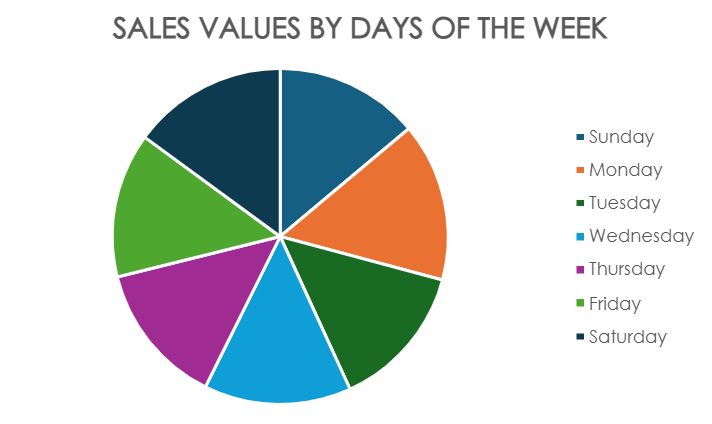 SALES VALUES BY DAYS OF THE WEEK
Sunday
Monday
Tuesday
Wednesday
Thursday
Friday
Saturday